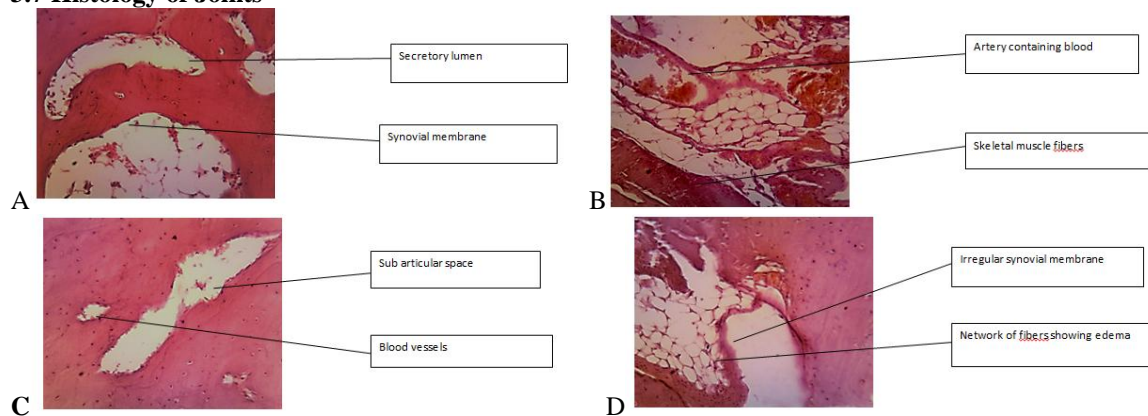 3.7 Histology of Joints
Secretory lumen
Synovial membrane
A
Artery containing blood
Skeletal muscle fibers
B
Sub articular space
Blood vessels
C
Irregular synovial membrane
Network of fibers showing edema
D